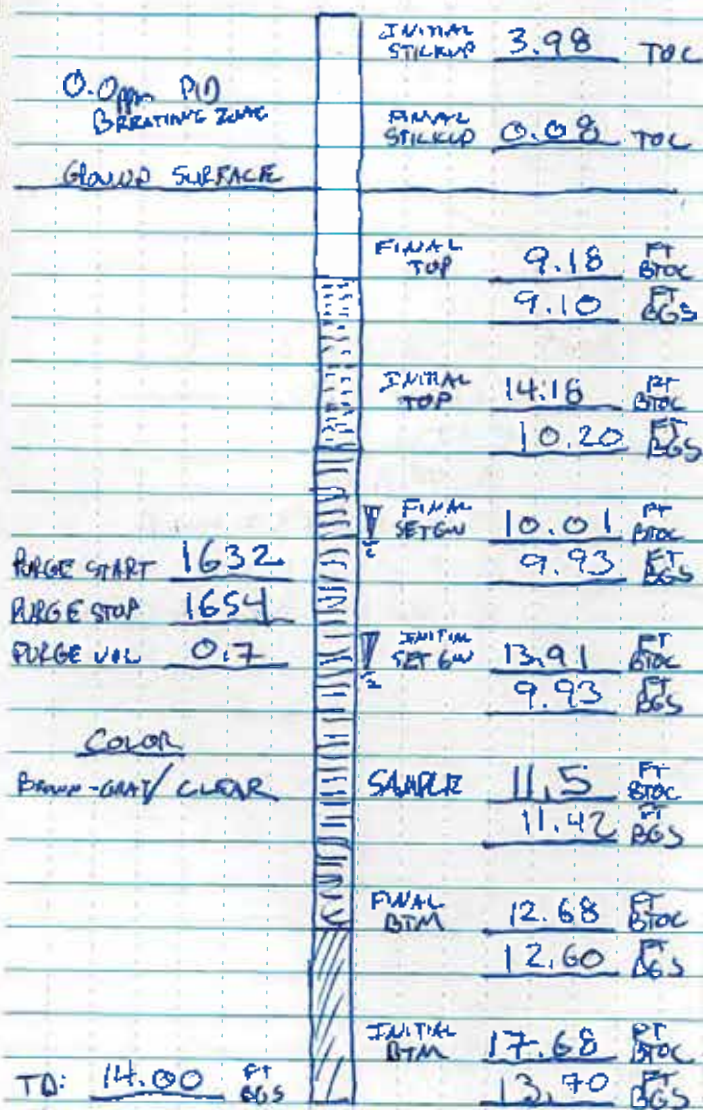 INITIAL
STICKUP 3.98 TOC
0.0ppm PID
BREATING ZONE
FINAL
STICKUP 0.08 TOC
GROUND SURFACE
FINAL
TOP 9.18 FT
BTOC
9.10 FT
BGS
INITIAL
TOP 14.18 FT
BTOC
10.20 FT
BGS
FINAL
SET GW 10.01 FT
BTOC
9.93 FT
BGS
PURGE START 1632
PURGE STOP 1654
PURGE VOL 0.7
INITIAL
SET GW 13.91 FT
BTOC
9.93 FT
BGS
COLOR
BROWN-GRAY/CLEAR
SAMPLE 11.5 FT
BTOC
11.42 FT
BGS
FINAL
BTM 12.68 FT
BTOC
12.60 FT
BGS
INITIAL
BTM 17.68 FT
BTOC
13.70 FT
BGS
TD: 14.00 FT
BGS